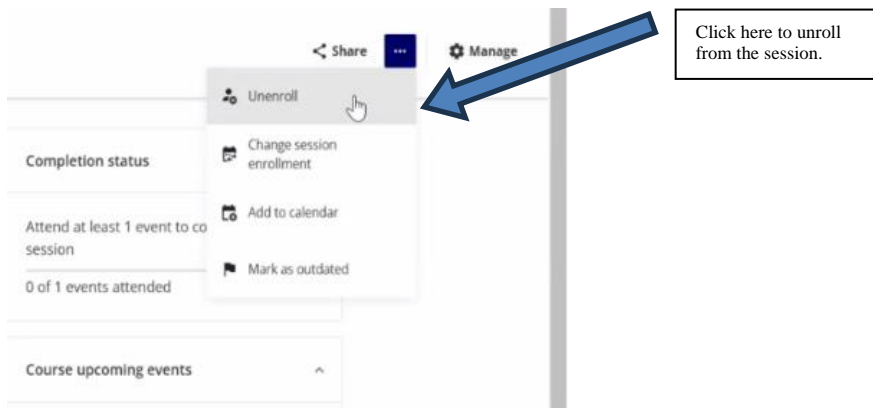 Share
...
Manage
Click here to unroll
from the session.
Unenroll
Change session
enrollment
Add to calendar
Mark as outdated
Completion status
Attend at least 1 event to co
session
0 of 1 events attended
Course upcoming events